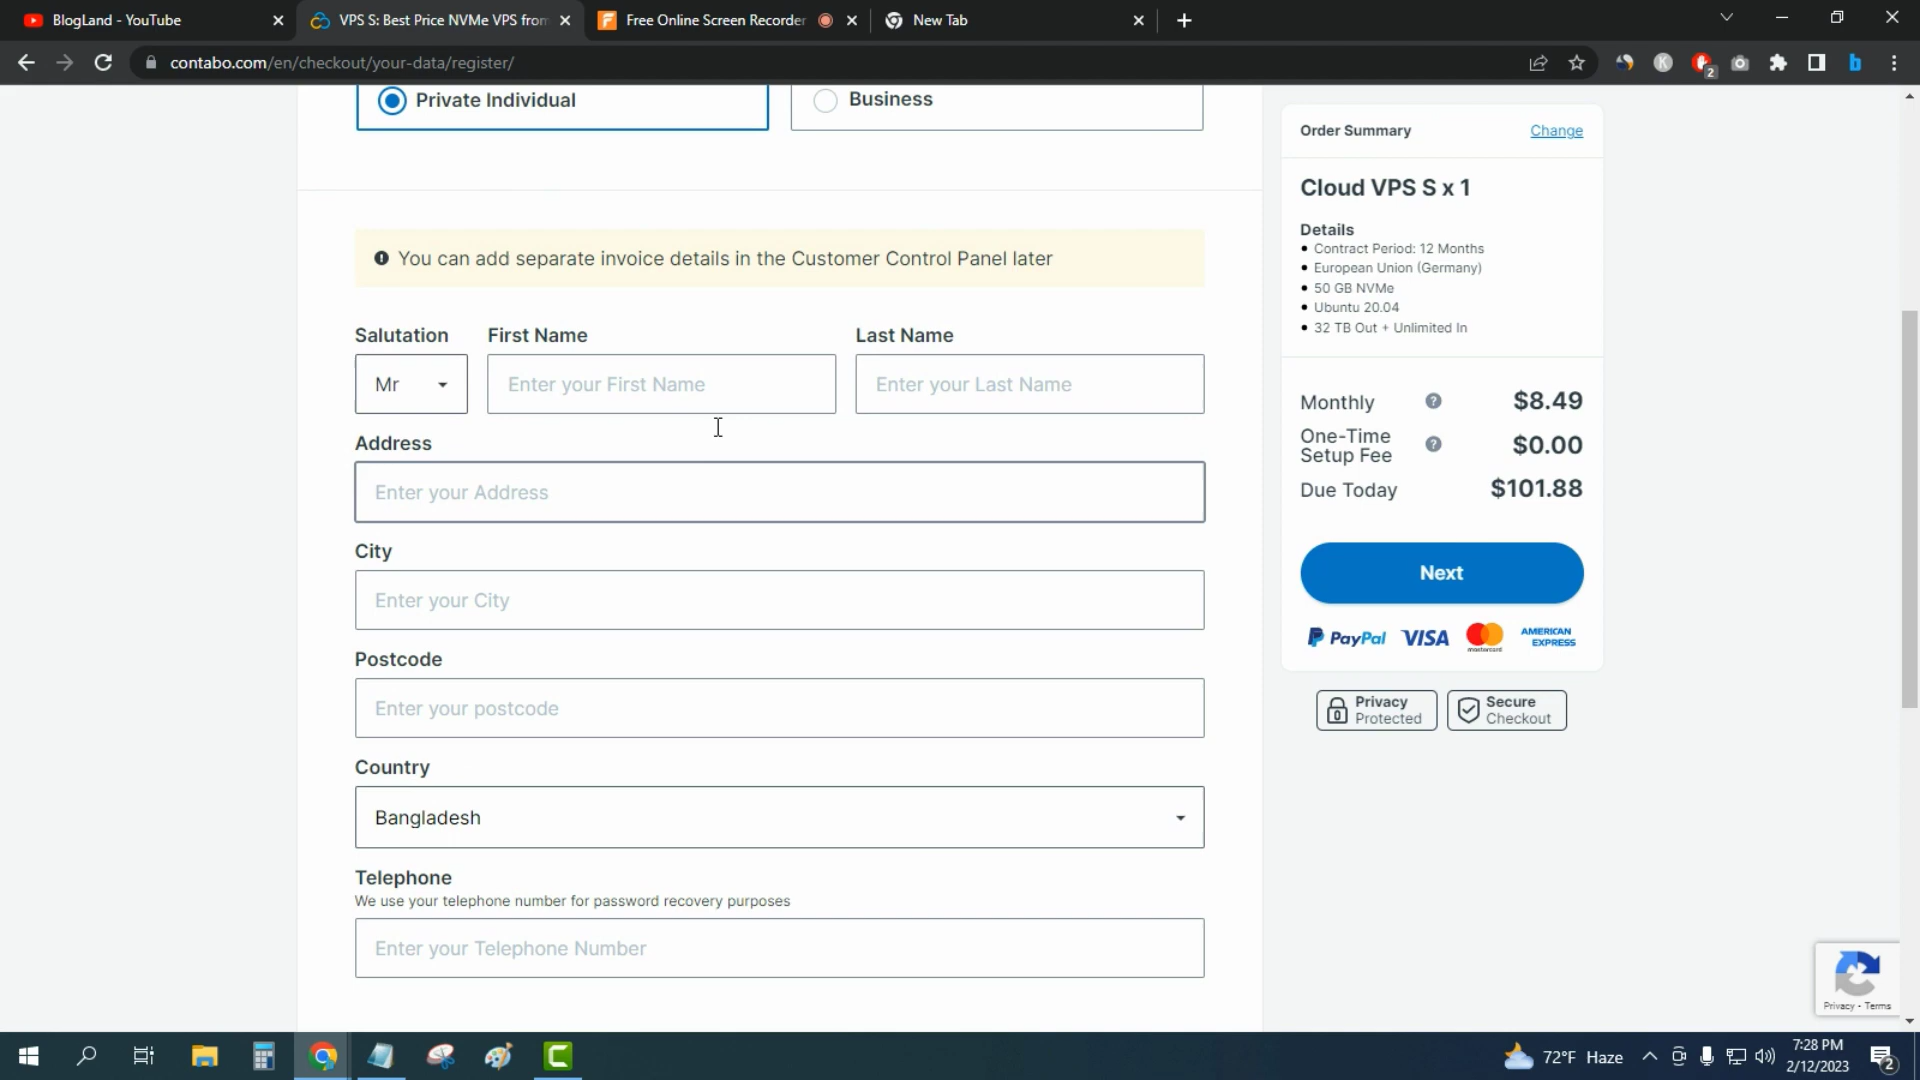 BlogLand - YouTube
VPS S: Best Price NVMe VPS from
Free Online Screen Recorder
New Tab
contabo.com/en/checkout/your-data/register/
2
Private Individual
Business
You can add separate invoice details in the Customer Control Panel later
Salutation
First Name
Last Name
Mr
Enter your First Name
Enter your Last Name
Address
Enter your Address
City
Enter your City
Postcode
Enter your postcode
Country
Bangladesh
Telephone
We use your telephone number for password recovery purposes
Enter your Telephone Number
Order Summary
Change
Cloud VPS S x 1
Details
Contract Period: 12 Months
European Union (Germany)
50 GB NVMe
Ubuntu 20.04
32 TB Out + Unlimited In
Monthly
?
$8.49
One-Time
Setup Fee
?
$0.00
Due Today
$101.88
Next
PayPal
VISA
mastercard
AMERICAN
EXPRESS
Privacy
Protected
Secure
Checkout
Privacy - Terms
72°F Haze
7:28 PM
2/12/2023
2